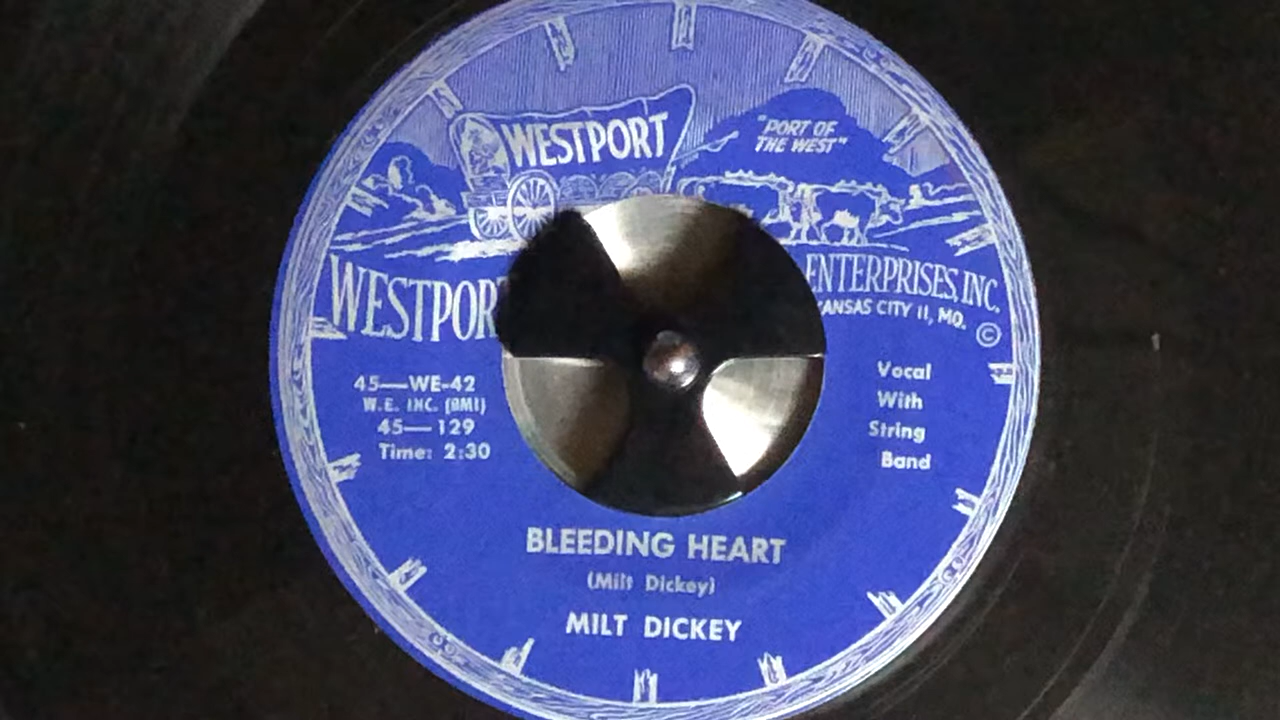 WESTPORT
"PORT OF
THE WEST"
WESTPOR ENTERPRISES, INC.
KANSAS CITY 11, MO.
©
45—WE-42
W.E. INC. (BMI)
45—129
Time: 2:30
Vocal
With
String
Band
BLEEDING HEART
(Milt Dickey)
MILT DICKEY